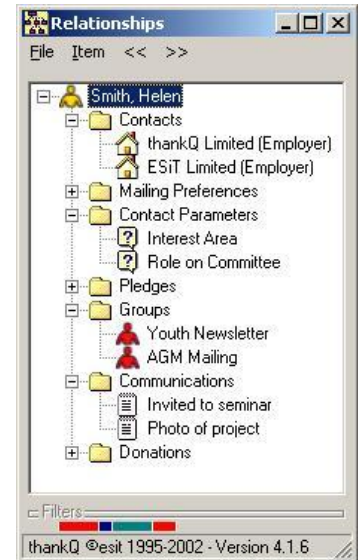 Relationships
File Item << >>
Smith, Helen
Contacts
thankQ Limited (Employer)
ESiT Limited (Employer)
Mailing Preferences
Contact Parameters
Interest Area
Role on Committee
Pledges
Groups
Youth Newsletter
AGM Mailing
Communications
Invited to seminar
Photo of project
Donations
Filters
thankQ ©esit 1995-2002 - Version 4.1.6